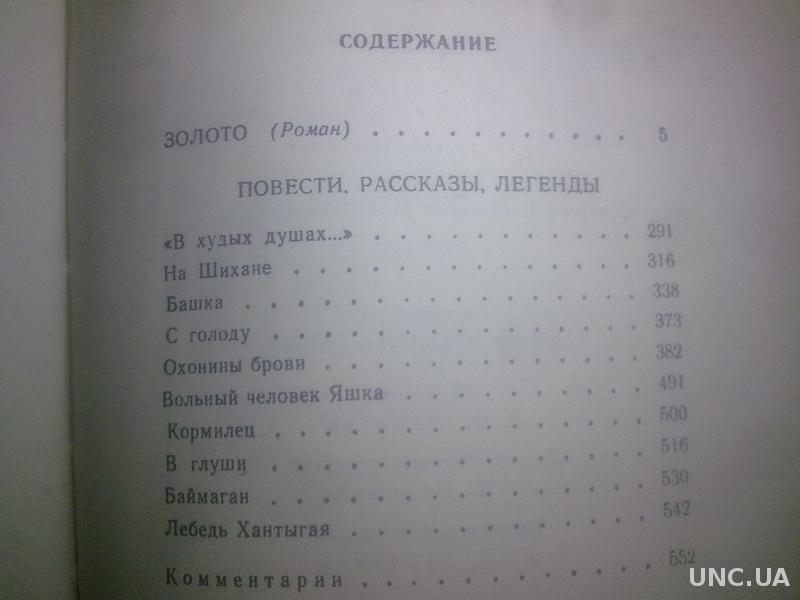 СОДЕРЖАНИЕ
ЗОЛОТО (Роман) . . . . . . . . . . . 5
ПОВЕСТИ, РАССКАЗЫ, ЛЕГЕНДЫ
«В худых душах...» . . . . . . . . . . . 291
На Шихане . . . . . . . . . . . . . 316
Башка . . . . . . . . . . . . . . . 338
С голоду . . . . . . . . . . . . . . 373
Охонины брови . . . . . . . . . . . . 382
Вольный человек Яшка . . . . . . . . . 491
Кормилец . . . . . . . . . . . . . . 500
В глуши . . . . . . . . . . . . . . 516
Баймаган . . . . . . . . . . . . . . 530
Лебедь Хантыгая . . . . . . . . . . . 542
Комментарии . . . . . . . . . . . . 552
UNC.UA